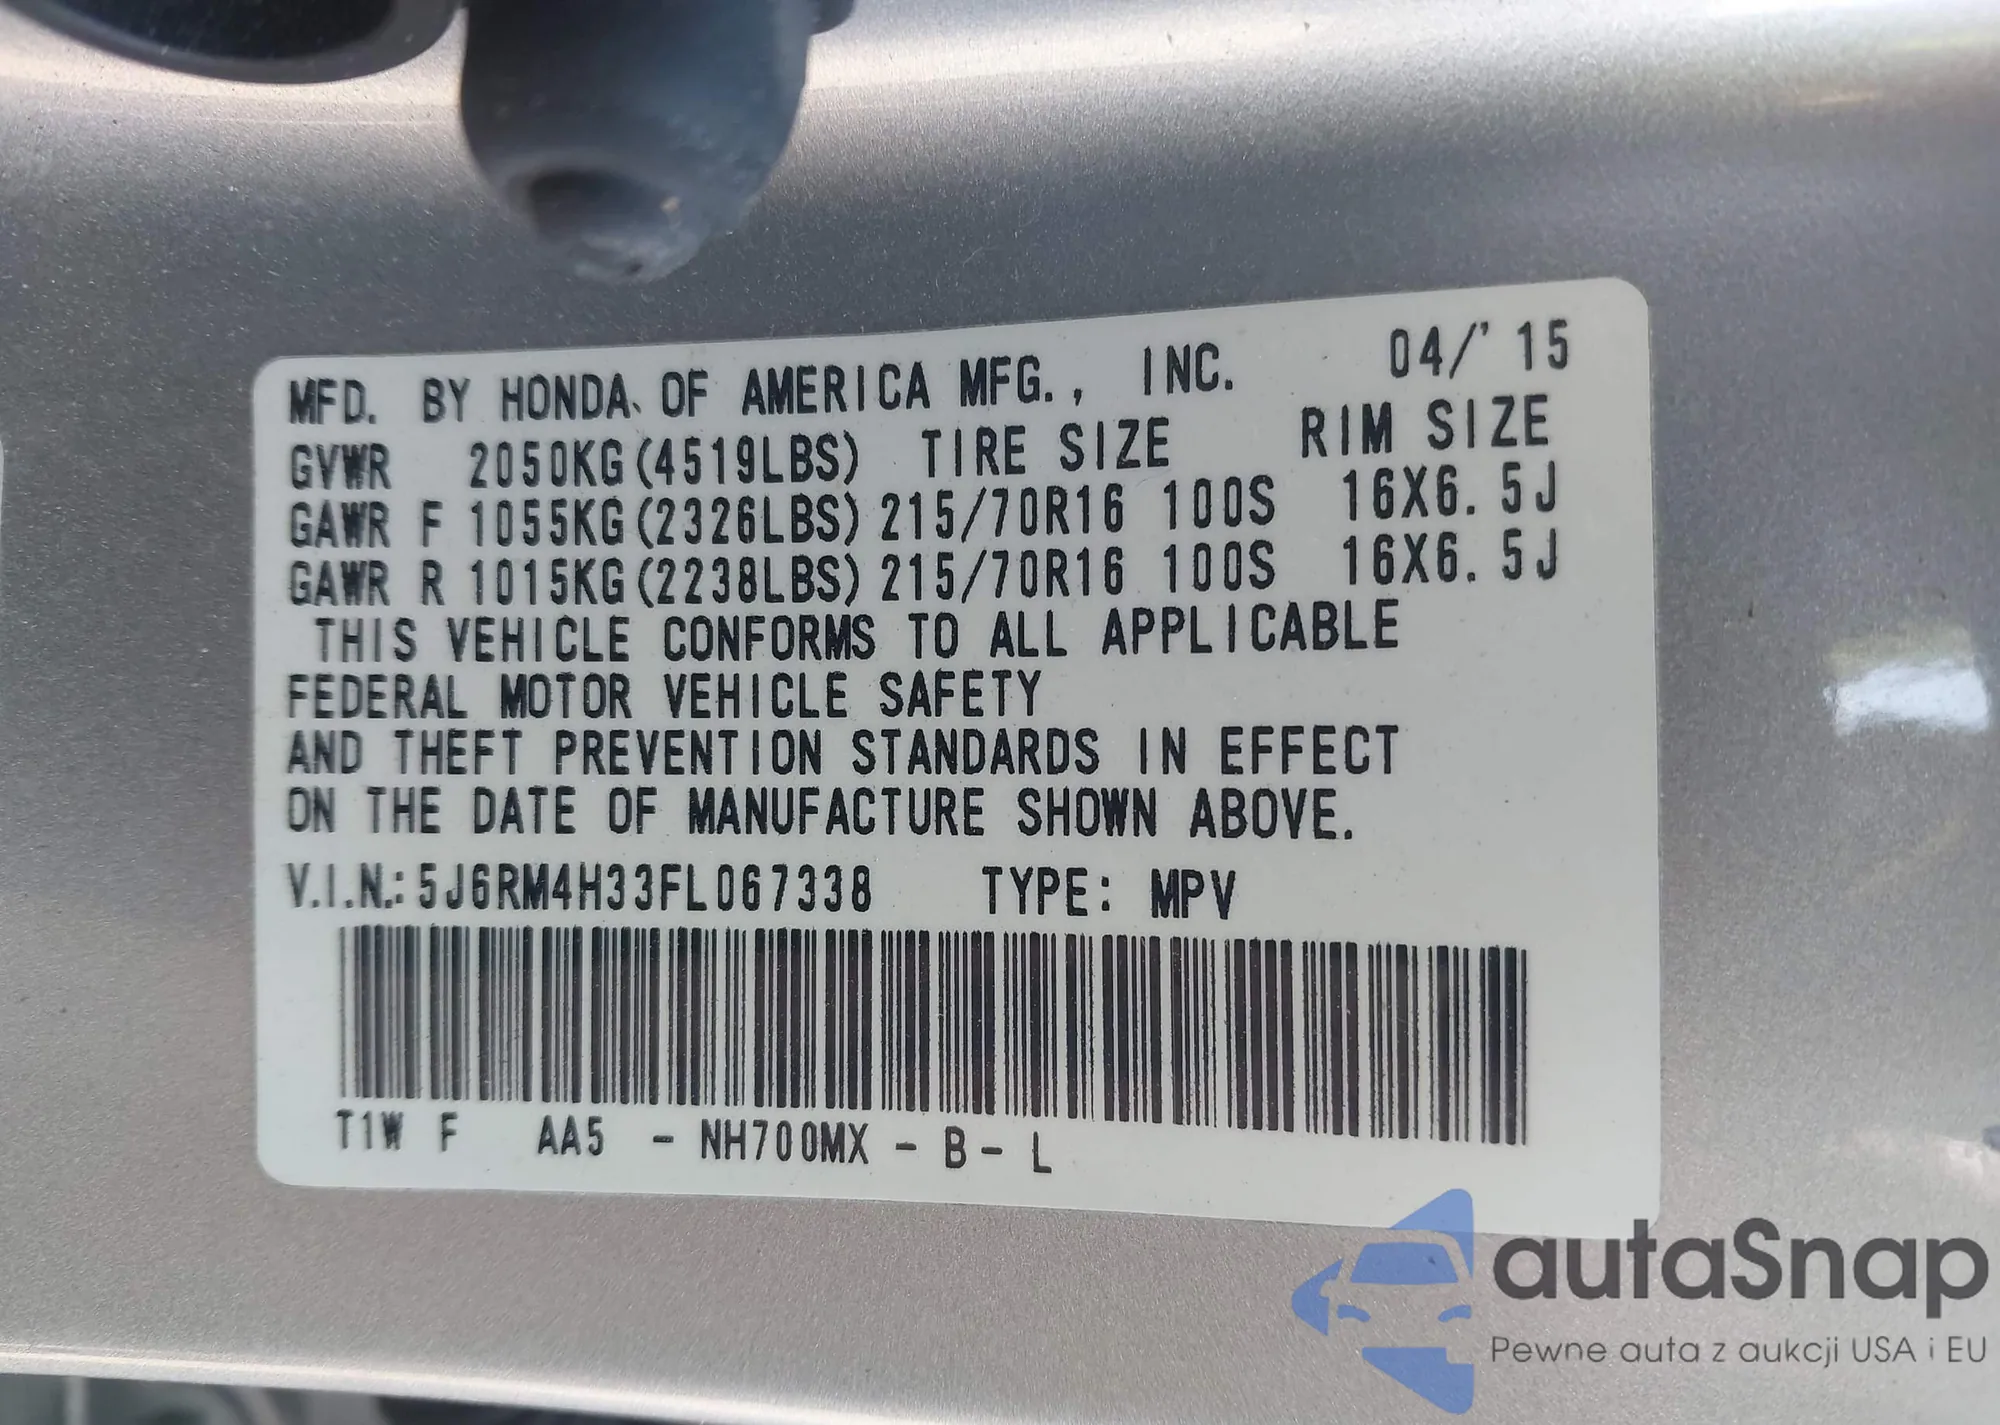 MFD. BY HONDA OF AMERICA MFG., INC. 04/'15
GVWR 2050KG(4519LBS) TIRE SIZE RIM SIZE
GAWR F 1055KG(2326LBS) 215/70R16 100S 16X6.5J
GAWR R 1015KG(2238LBS) 215/70R16 100S 16X6.5J
THIS VEHICLE CONFORMS TO ALL APPLICABLE
FEDERAL MOTOR VEHICLE SAFETY
AND THEFT PREVENTION STANDARDS IN EFFECT
ON THE DATE OF MANUFACTURE SHOWN ABOVE.
V.I.N.: 5J6RM4H33FL067338 TYPE: MPV
T1W F AA5 - NH700MX - B - L
autaSnap
Pewne auta z aukcji USA i EU